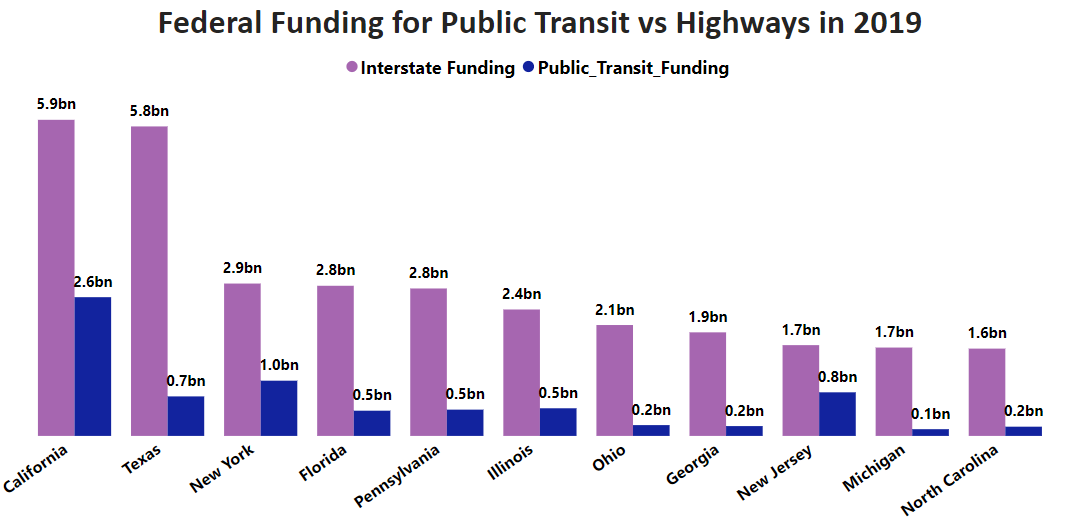 Federal Funding for Public Transit vs Highways in 2019
Interstate Funding Public_Transit_Funding
5.9bn
2.6bn
5.8bn
0.7bn
2.9bn
1.0bn
2.8bn
0.5bn
2.8bn
0.5bn
2.4bn
0.5bn
2.1bn
0.2bn
1.9bn
0.2bn
1.7bn
0.8bn
1.7bn
0.1bn
1.6bn
0.2bn
California
Texas
New York
Florida
Pennsylvania
Illinois
Ohio
Georgia
New Jersey
Michigan
North Carolina